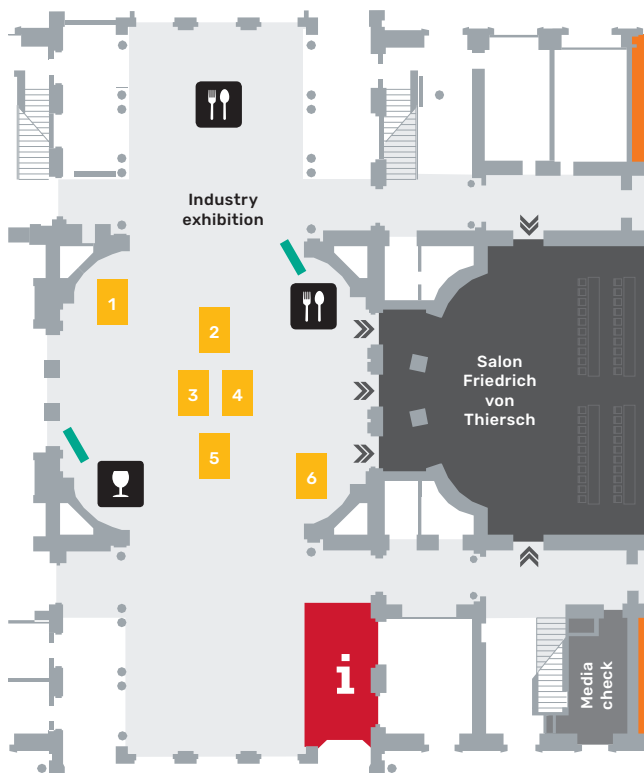 Industry
exhibition
1
2
3
4
5
6
Salon
Friedrich
von
Thiersch
i
Media
check